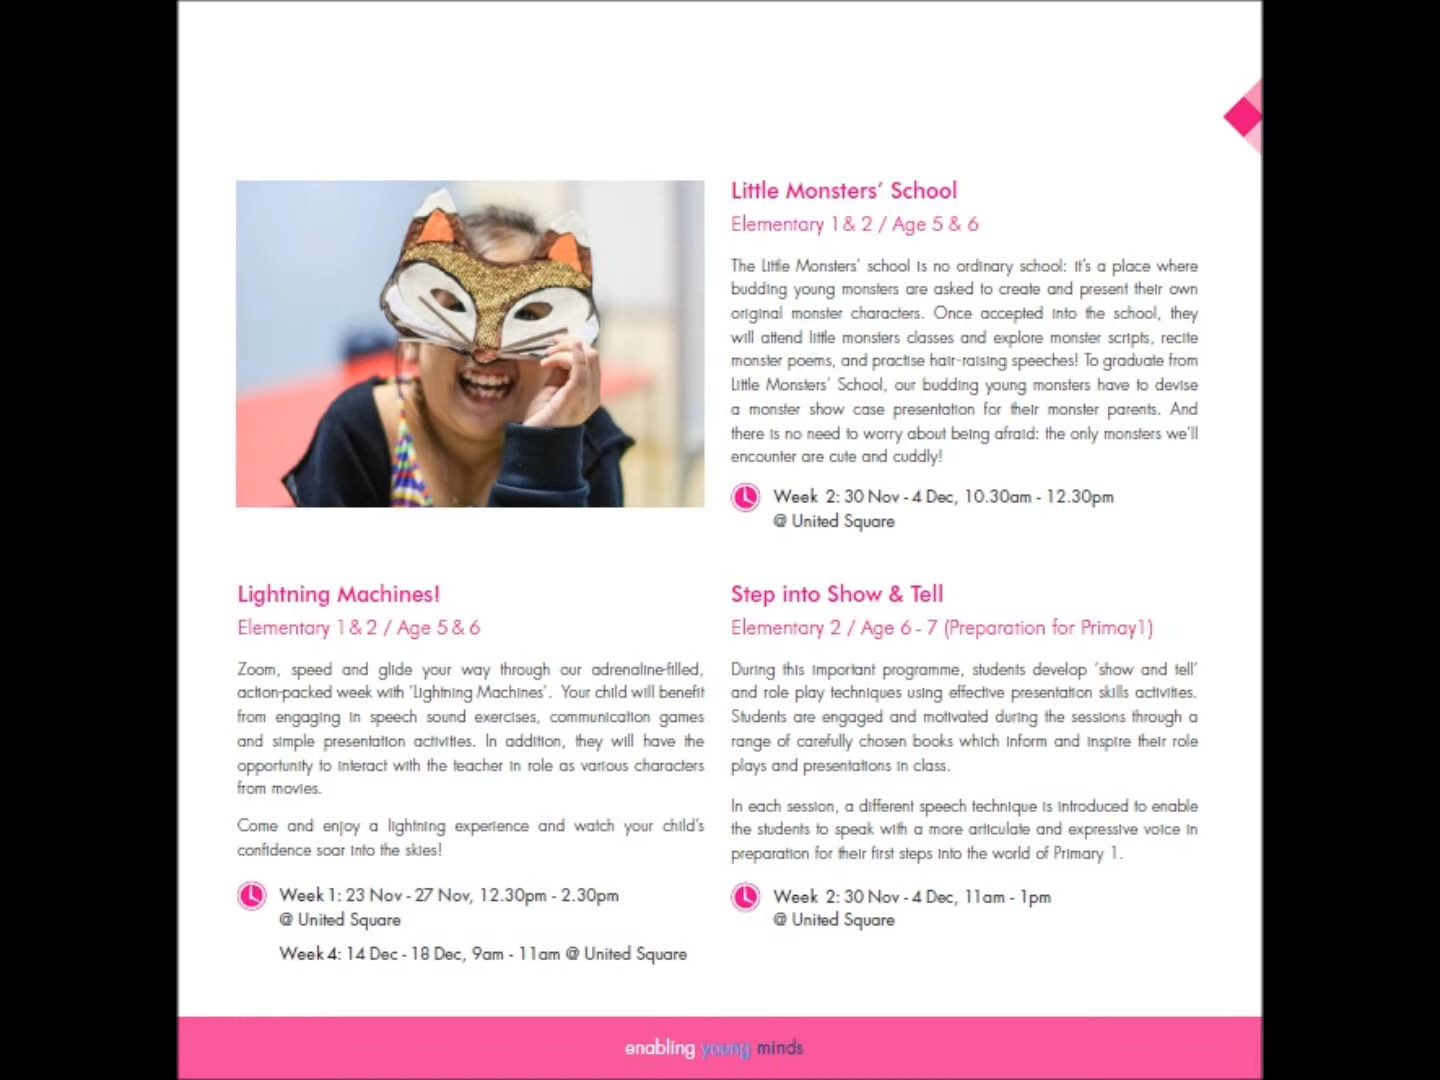 Little Monsters' School
Elementary 1 & 2 / Age 5 & 6
The Little Monsters' school is no ordinary school: it's a place where
budding young monsters are asked to create and present their own
original monster characters. Once accepted into the school, they
will attend little monsters classes and explore monster scripts, recite
monster poems, and practise hair-raising speeches! To graduate from
Little Monsters' School, our budding young monsters have to devise
a monster show case presentation for their monster parents. And
there is no need to worry about being afraid: the only monsters we'll
encounter are cute and cuddly!
Week 2: 30 Nov - 4 Dec, 10.30am - 12.30pm
@ United Square
Lightning Machines!
Elementary 1 & 2 / Age 5 & 6
Zoom, speed and glide your way through our adrenaline-filled,
action-packed week with 'Lightning Machines'. Your child will benefit
from engaging in speech sound exercises, communication games
and simple presentation activities. In addition, they will have the
opportunity to interact with the teacher in role as various characters
from movies.
Come and enjoy a lightning experience and watch your child's
confidence soar into the skies!
Week 1: 23 Nov - 27 Nov, 12.30pm - 2.30pm
@ United Square
Week 4: 14 Dec - 18 Dec, 9am - 11am @ United Square
Step into Show & Tell
Elementary 2 / Age 6 - 7 (Preparation for Primay1)
During this important programme, students develop 'show and tell'
and role play techniques using effective presentation skills activities.
Students are engaged and motivated during the sessions through a
range of carefully chosen books which inform and inspire their role
plays and presentations in class.
In each session, a different speech technique is introduced to enable
the students to speak with a more articulate and expressive voice in
preparation for their first steps into the world of Primary 1.
Week 2: 30 Nov - 4 Dec, 11am - 1pm
@ United Square
enabling young minds